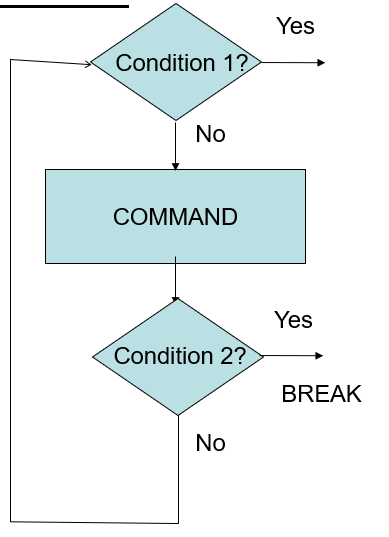 Yes
Condition 1?
No
COMMAND
Yes
Condition 2?
BREAK
No